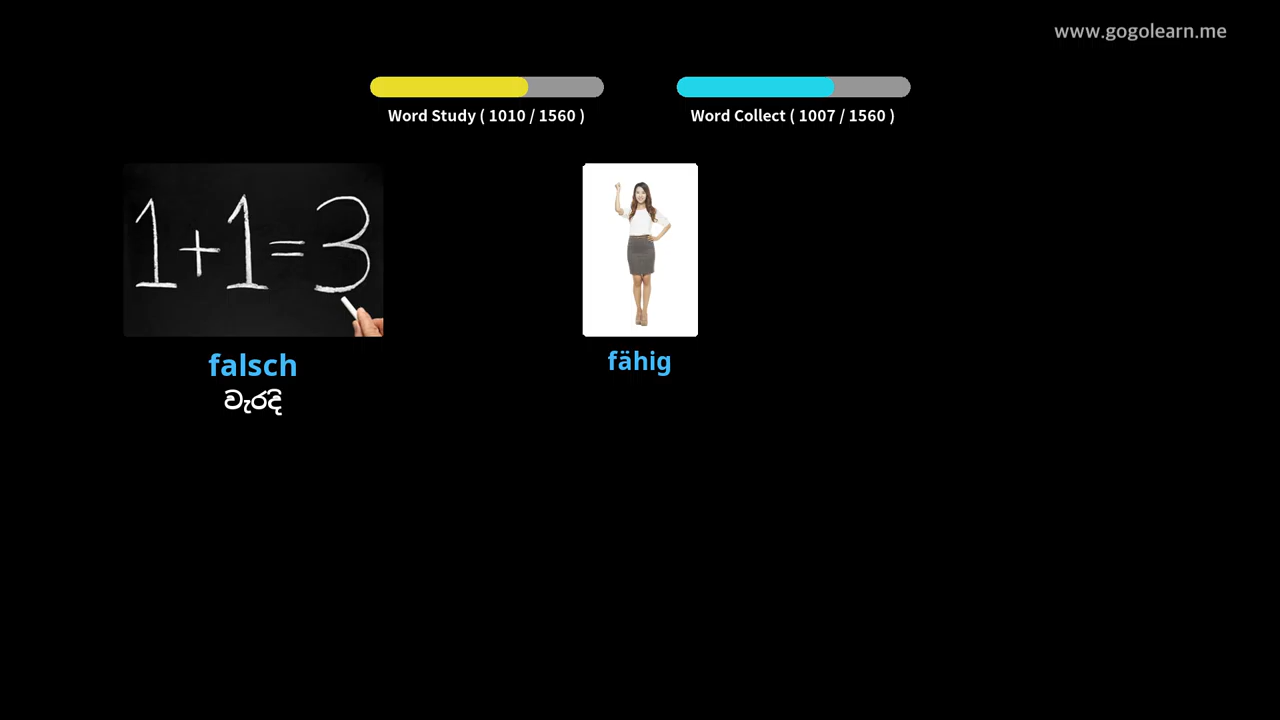 www.gogolearn.me
Word Study ( 1010 / 1560 )
Word Collect ( 1007 / 1560 )
1+1=3
falsch
වැරදි
fähig